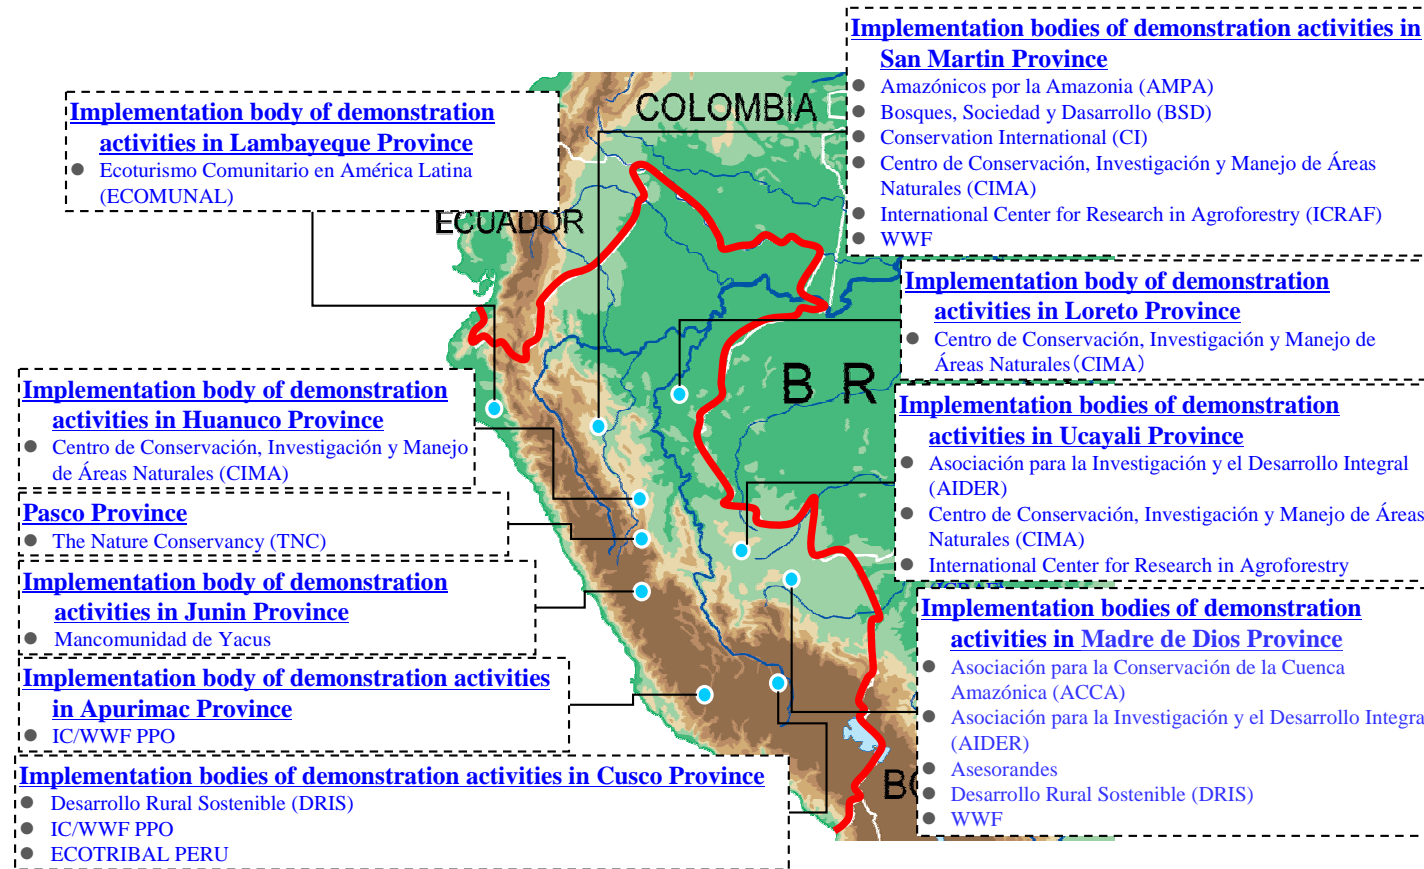 Implementation bodies of demonstration activities in
San Martin Province
Amazónicos por la Amazonia (AMPA)
Bosques, Sociedad y Dasarrollo (BSD)
Conservation International (CI)
Centro de Conservación, Investigación y Manejo de Áreas
Naturales (CIMA)
International Center for Research in Agroforestry (ICRAF)
WWF
COLOMBIA
Implementation body of demonstration
activities in Lambayeque Province
Ecoturismo Comunitario en América Latina
(ECOMUNAL)
ECUADOR
Implementation body of demonstration
activities in Loreto Province
Centro de Conservación, Investigación y Manejo de
Áreas Naturales(CIMA)
B R
Implementation body of demonstration
activities in Huanuco Province
Centro de Conservación, Investigación y Manejo
de Áreas Naturales (CIMA)
Implementation bodies of demonstration
activities in Ucayali Province
Asociación para la Investigación y el Desarrollo Integral
(AIDER)
Centro de Conservación, Investigación y Manejo de Áreas
Naturales (CIMA)
International Center for Research in Agroforestry
Pasco Province
The Nature Conservancy (TNC)
Implementation body of demonstration
activities in Junin Province
Mancomunidad de Yacus
Implementation bodies of demonstration
activities in Madre de Dios Province
Asociación para la Conservación de la Cuenca
Amazónica (ACCA)
Asociación para la Investigación y el Desarrollo Integra
(AIDER)
Asesorandes
Desarrollo Rural Sostenible (DRIS)
WWF
Implementation body of demonstration activities
in Apurimac Province
IC/WWF PPO
BO
Implementation bodies of demonstration activities in Cusco Province
Desarrollo Rural Sostenible (DRIS)
IC/WWF PPO
ECOTRIBAL PERU